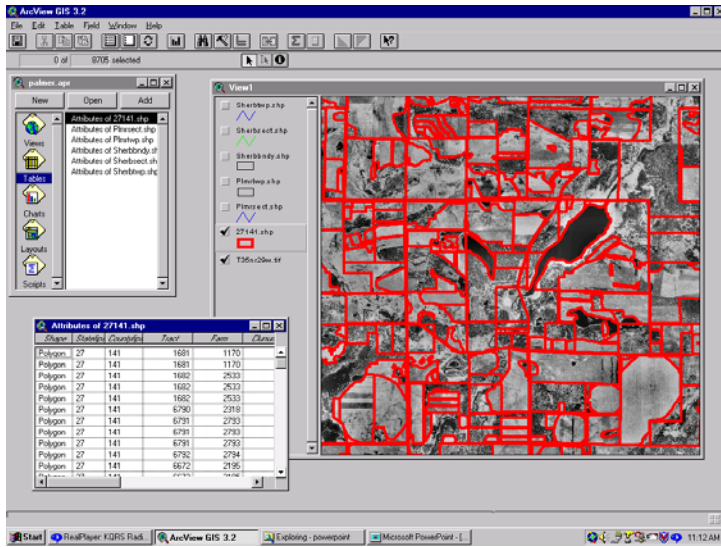 ArcView GIS 3.2
File Edit Table Field Window Help
0 of 8705 selected
palmer.apr
New Open Add
Views
Tables
Charts
Layouts
Scripts
Attributes of 27141.shp
Attributes of Plmrsect.shp
Attributes of Plmrtwp.shp
Attributes of Sherbbndy.sh
Attributes of Sherbsect.shp
Attributes of Sherbtwp.shp
View1
Sherbtwp.shp
Sherbsect.shp
Sherbbndy.shp
Plmrtwp.shp
Plmrsect.shp
27141.shp
T35nr29w.tif
Attributes of 27141.shp
Shape Statefips Countyfips Tract Farm
Polygon 27 141 1681 1170
Polygon 27 141 1681 1170
Polygon 27 141 1682 2533
Polygon 27 141 1682 2533
Polygon 27 141 1682 2533
Polygon 27 141 6790 2318
Polygon 27 141 6791 2793
Polygon 27 141 6791 2793
Polygon 27 141 6791 2793
Polygon 27 141 6792 2794
Polygon 27 141 6672 2195
Start RealPlayer: KQRS Radi... ArcView GIS 3.2 Exploring - powerpoint Microsoft PowerPoint - [... 11:12 AM